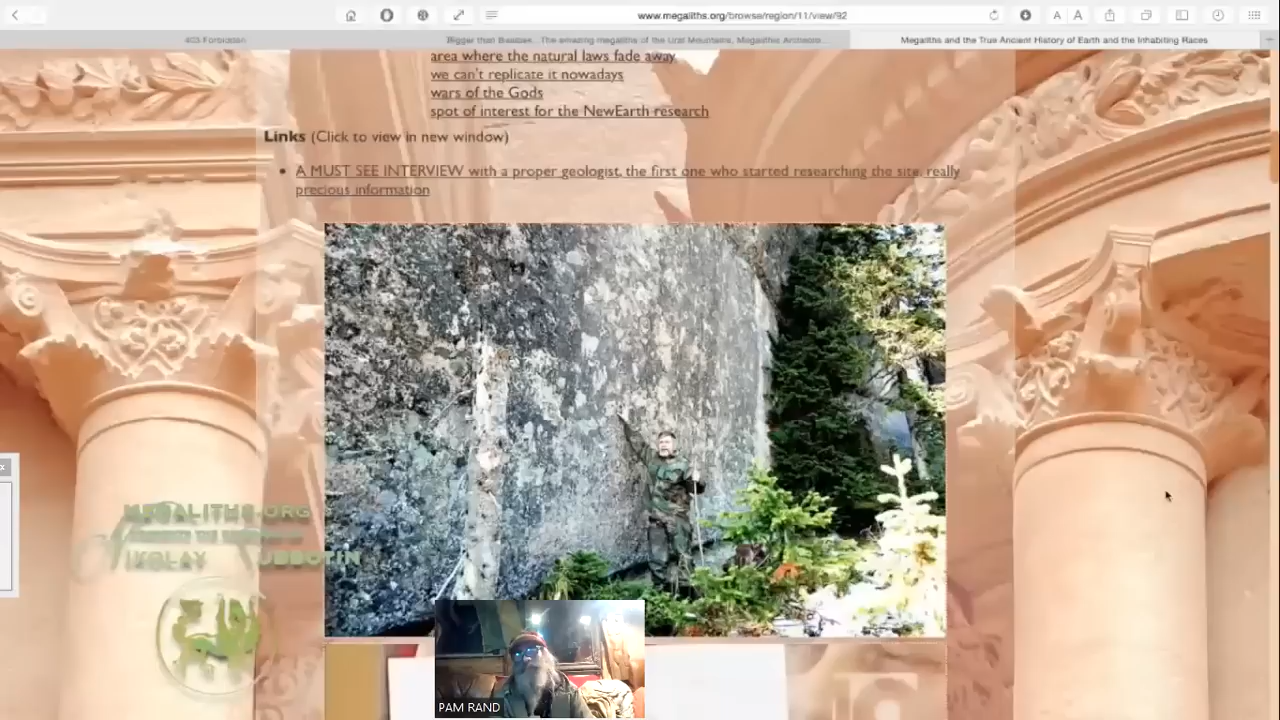 www.megaliths.org/browse/region/11/view/92
A A
403 Forbidden
Bigger than Baalbek... The amazing megaliths of the Ural Mountains, Megalithic Architecto...
Megaliths and the True Ancient History of Earth and the Inhabiting Races
area where the natural laws fade away
we can't replicate it nowadays
wars of the Gods
spot of interest for the NewEarth research
Links (Click to view in new window)
• A MUST SEE INTERVIEW with a proper geologist, the first one who started researching the site, really
precious information
MEGALITHS.ORG
PAM RAND